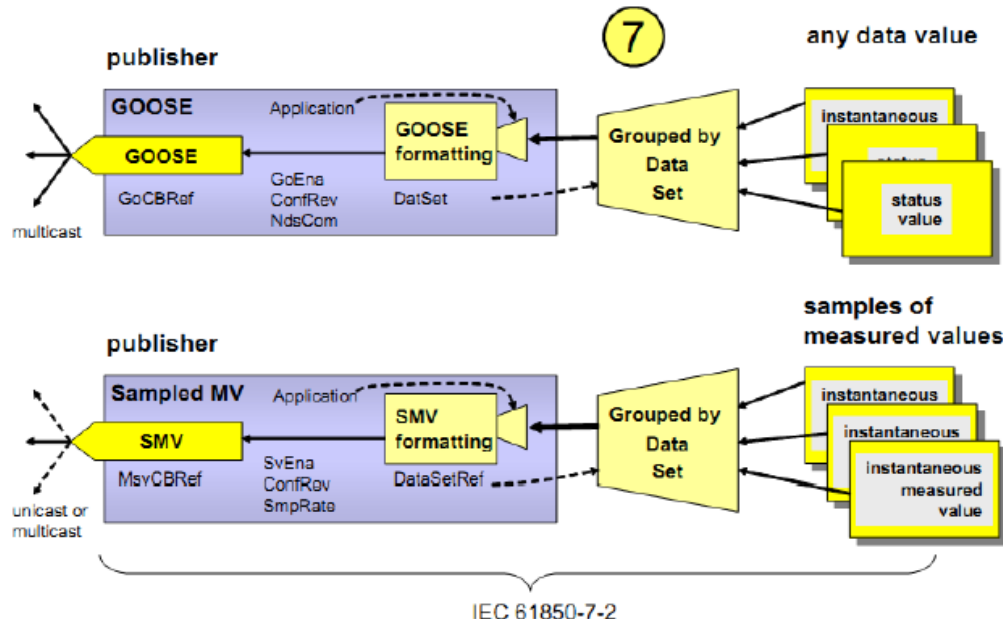 7
any data value
publisher
GOOSE
Application
GOOSE
formatting
Grouped by
Data
Set
instantaneous
status
value
GOOSE
GoCBRef
GoEna
ConfRev
NdsCom
DatSet
multicast
samples of
measured values
publisher
Sampled MV
Application
SMV
formatting
Grouped by
Data
Set
instantaneous
instantaneous
instantaneous
measured
value
SMV
MsvCBRef
SvEna
ConfRev
SmpRate
DataSetRef
unicast or
multicast
IEC 61850-7-2